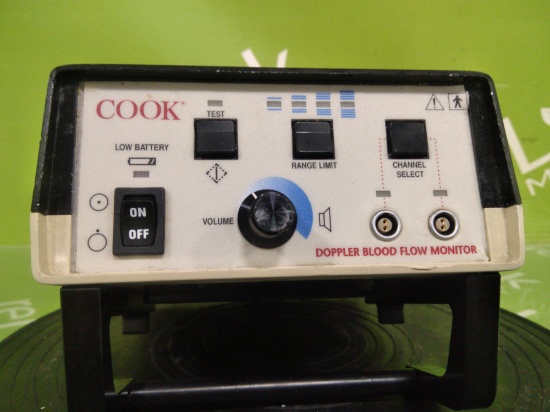 COOK®
TEST
LOW BATTERY
RANGE LIMIT
CHANNEL
SELECT
ON
OFF
VOLUME
DOPPLER BLOOD FLOW MONITOR